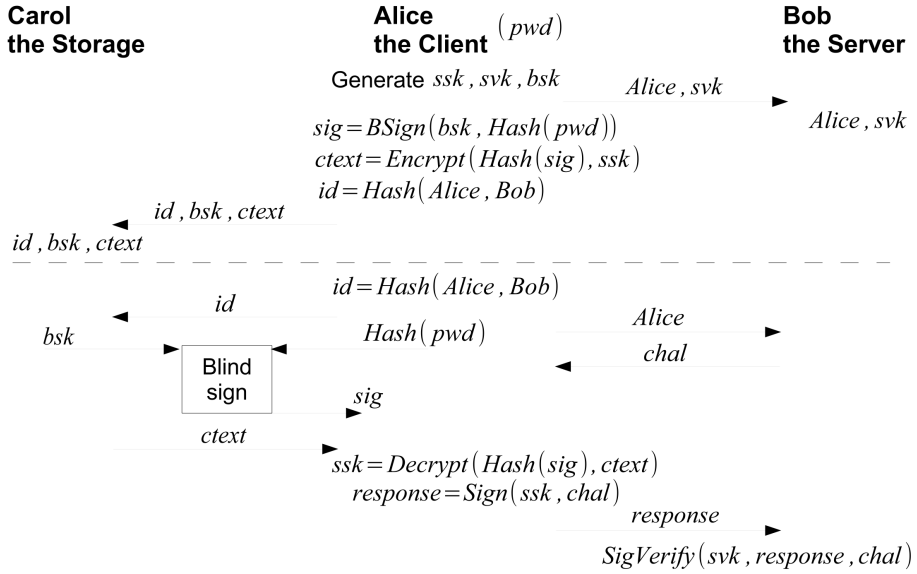 Carol
the Storage
Alice
the Client
(pwd)
Bob
the Server
Generate ssk, svk, bsk
Alice, svk
Alice, svk
sig=BSign(bsk, Hash(pwd))
ctext=Encrypt(Hash(sig), ssk)
id=Hash(Alice, Bob)
id, bsk, ctext
id, bsk, ctext
id=Hash(Alice, Bob)
id
Alice
bsk
Hash(pwd)
chal
Blind
sign
sig
ctext
ssk=Decrypt(Hash(sig), ctext)
response=Sign(ssk, chal)
response
SigVerify(svk, response, chal)